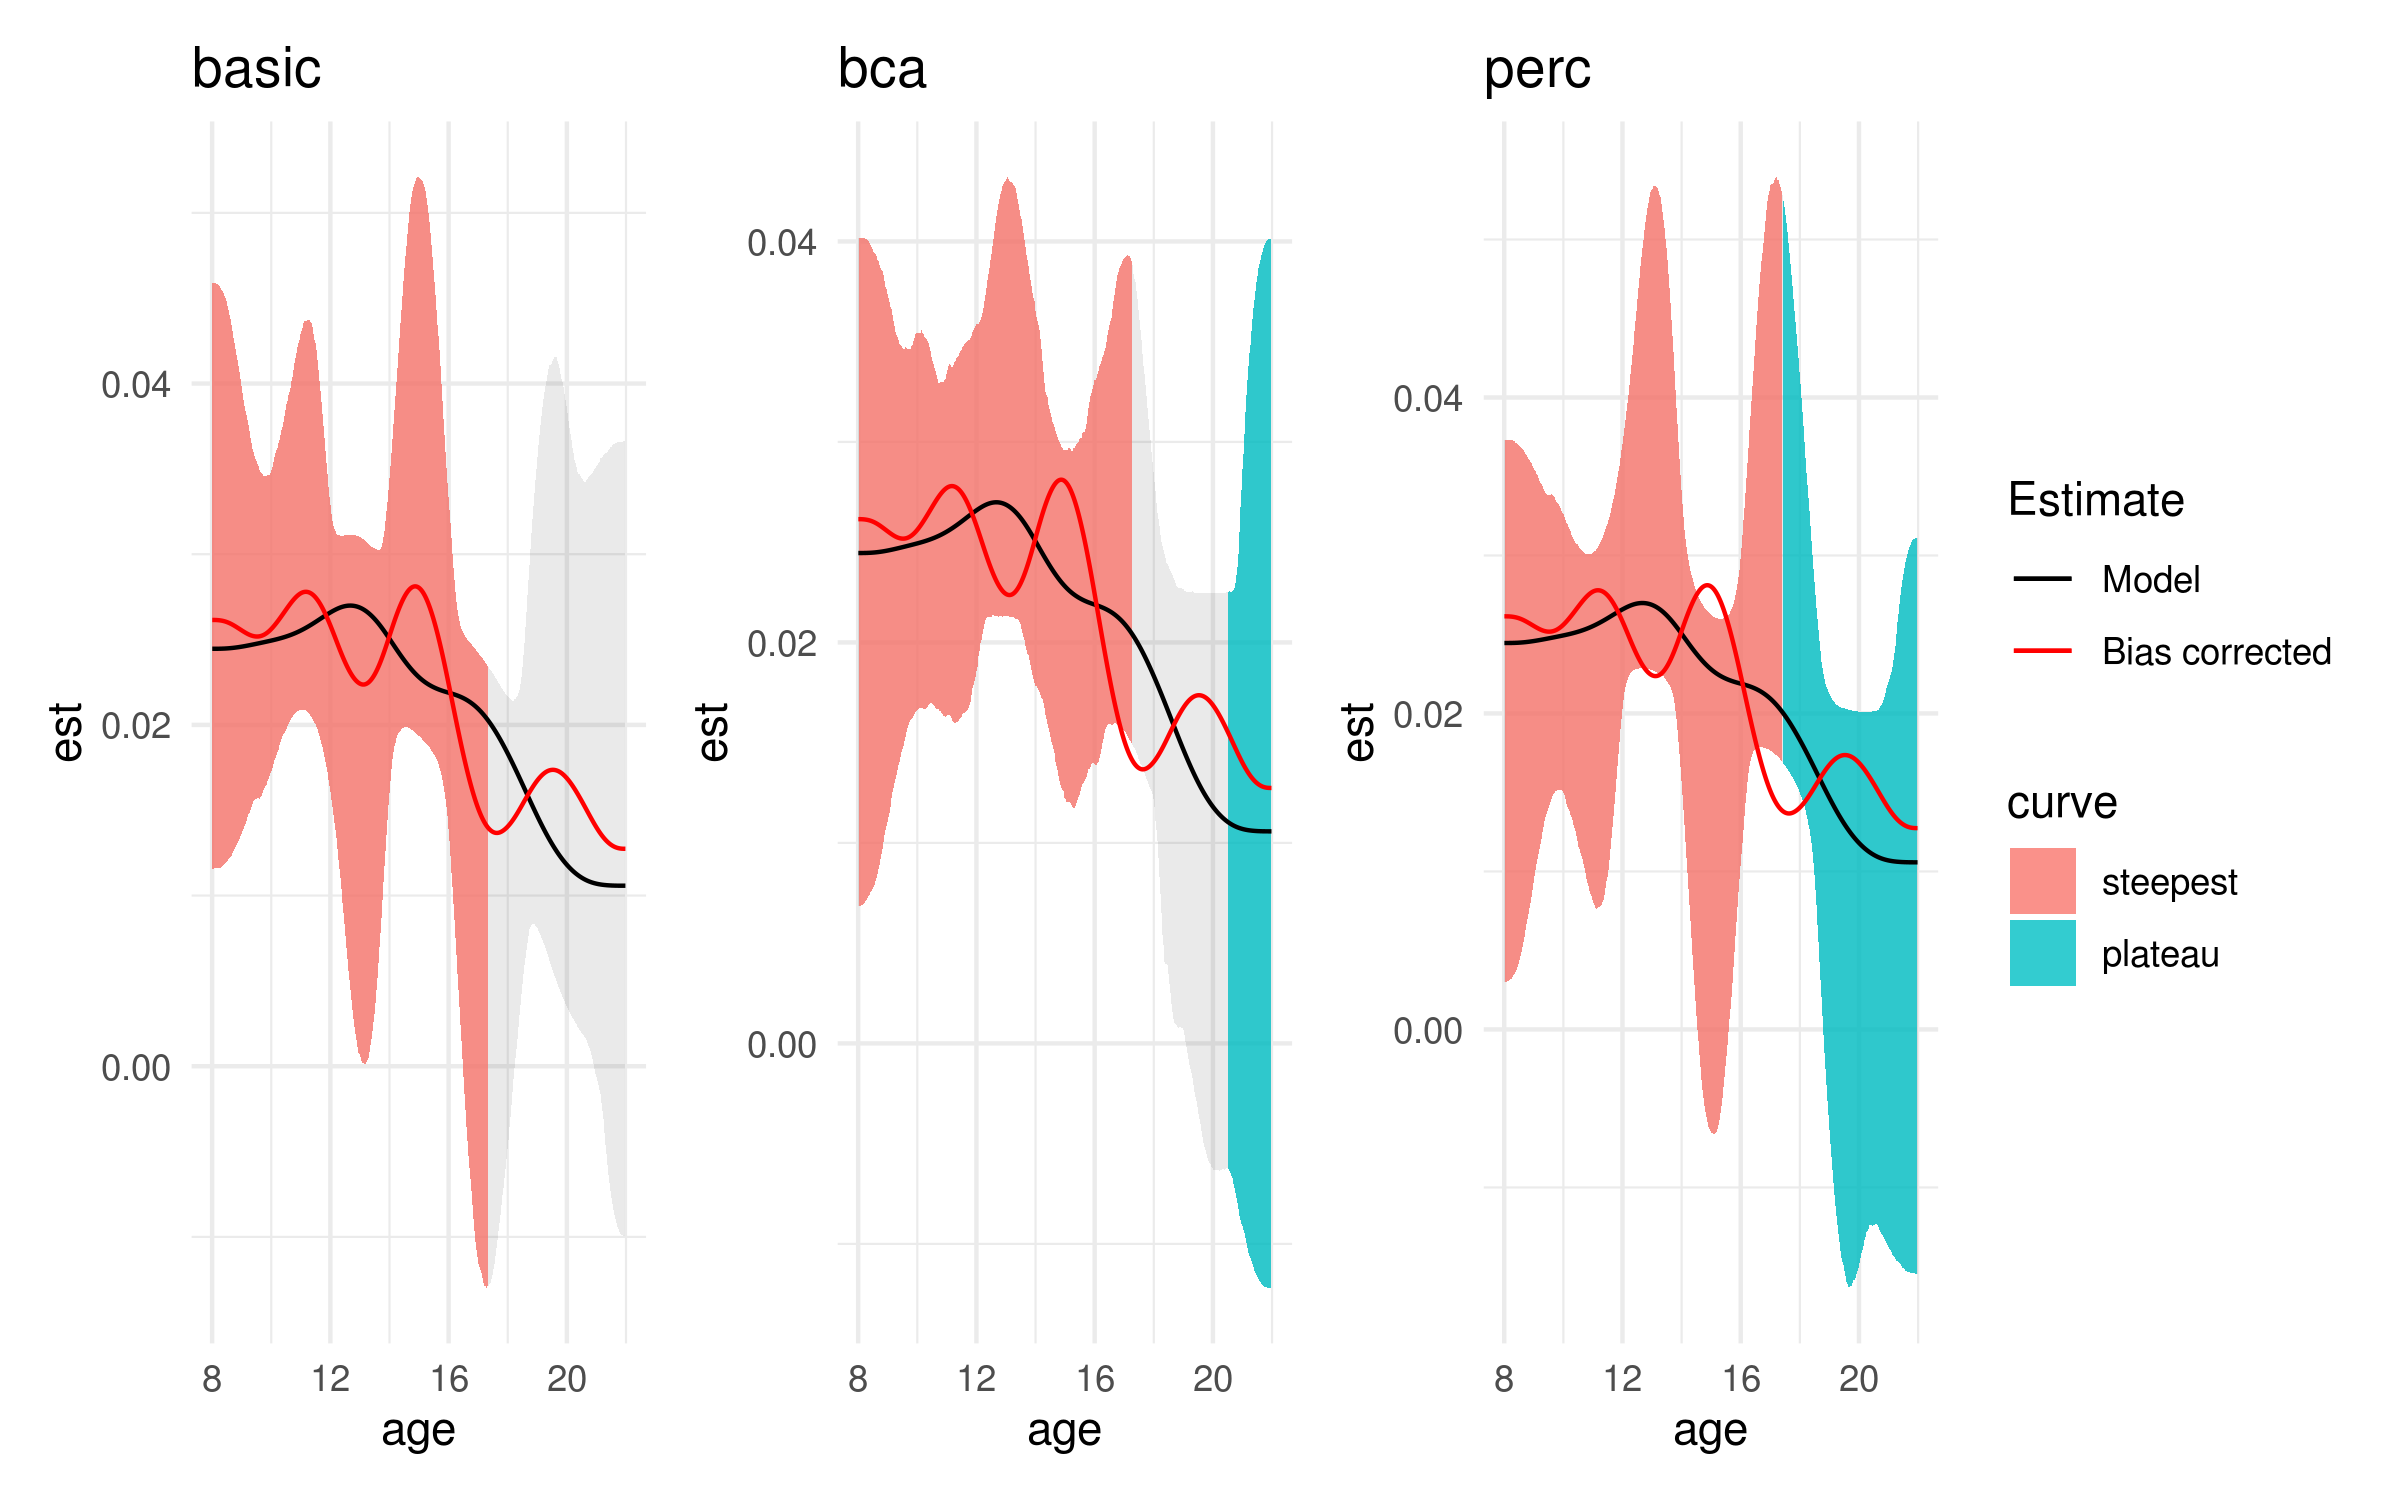 basic
bca
perc
est
0.04
0.02
0.00
8 12 16 20
age
est
0.04
0.02
0.00
8 12 16 20
age
est
0.04
0.02
0.00
8 12 16 20
age
Estimate
Model
Bias corrected
curve
steepest
plateau